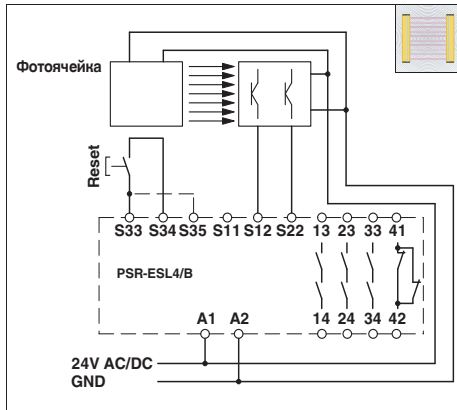 Фотоячейка
Reset
S33 S34 S35 S11 S12 S22 13 23 33 41
PSR-ESL4/B
A1 A2 14 24 34 42
24V AC/DC
GND